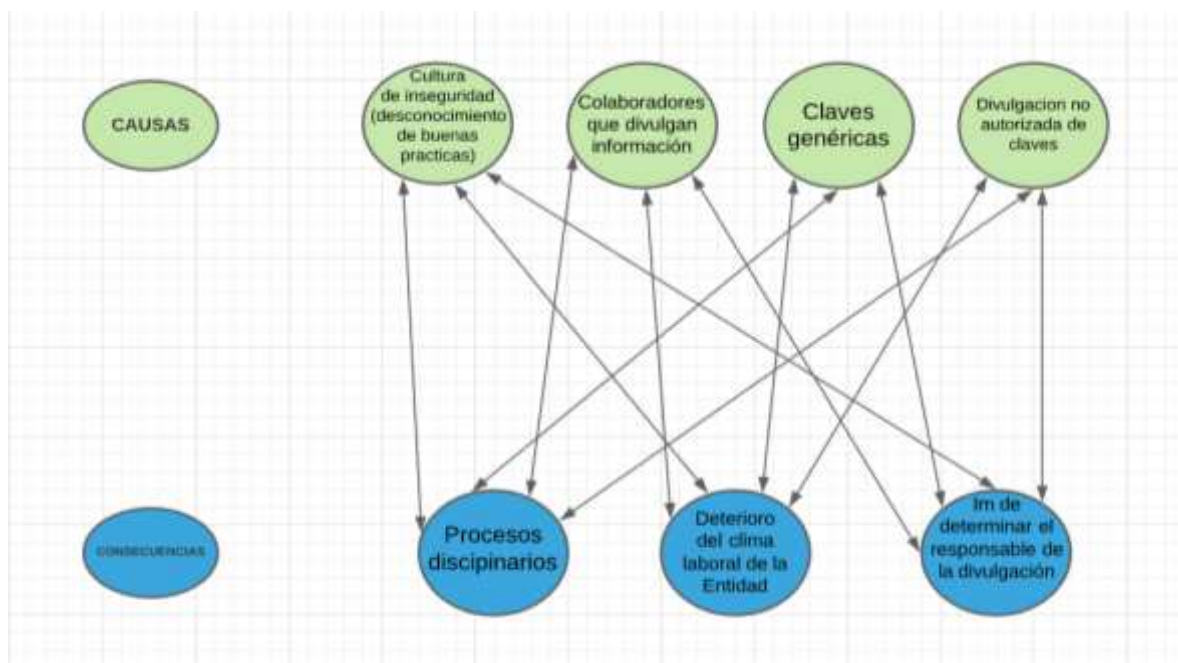 CAUSAS
Cultura
de inseguridad
(desconocimiento
de buenas
practicas)
Colaboradores
que divulgan
información
Claves
genéricas
Divulgacion no
autorizada de
claves
CONSECUENCIAS
Procesos
discipinarios
Deterioro
del clima
laboral de la
Entidad
Im de
determinar el
responsable de
la divulgación